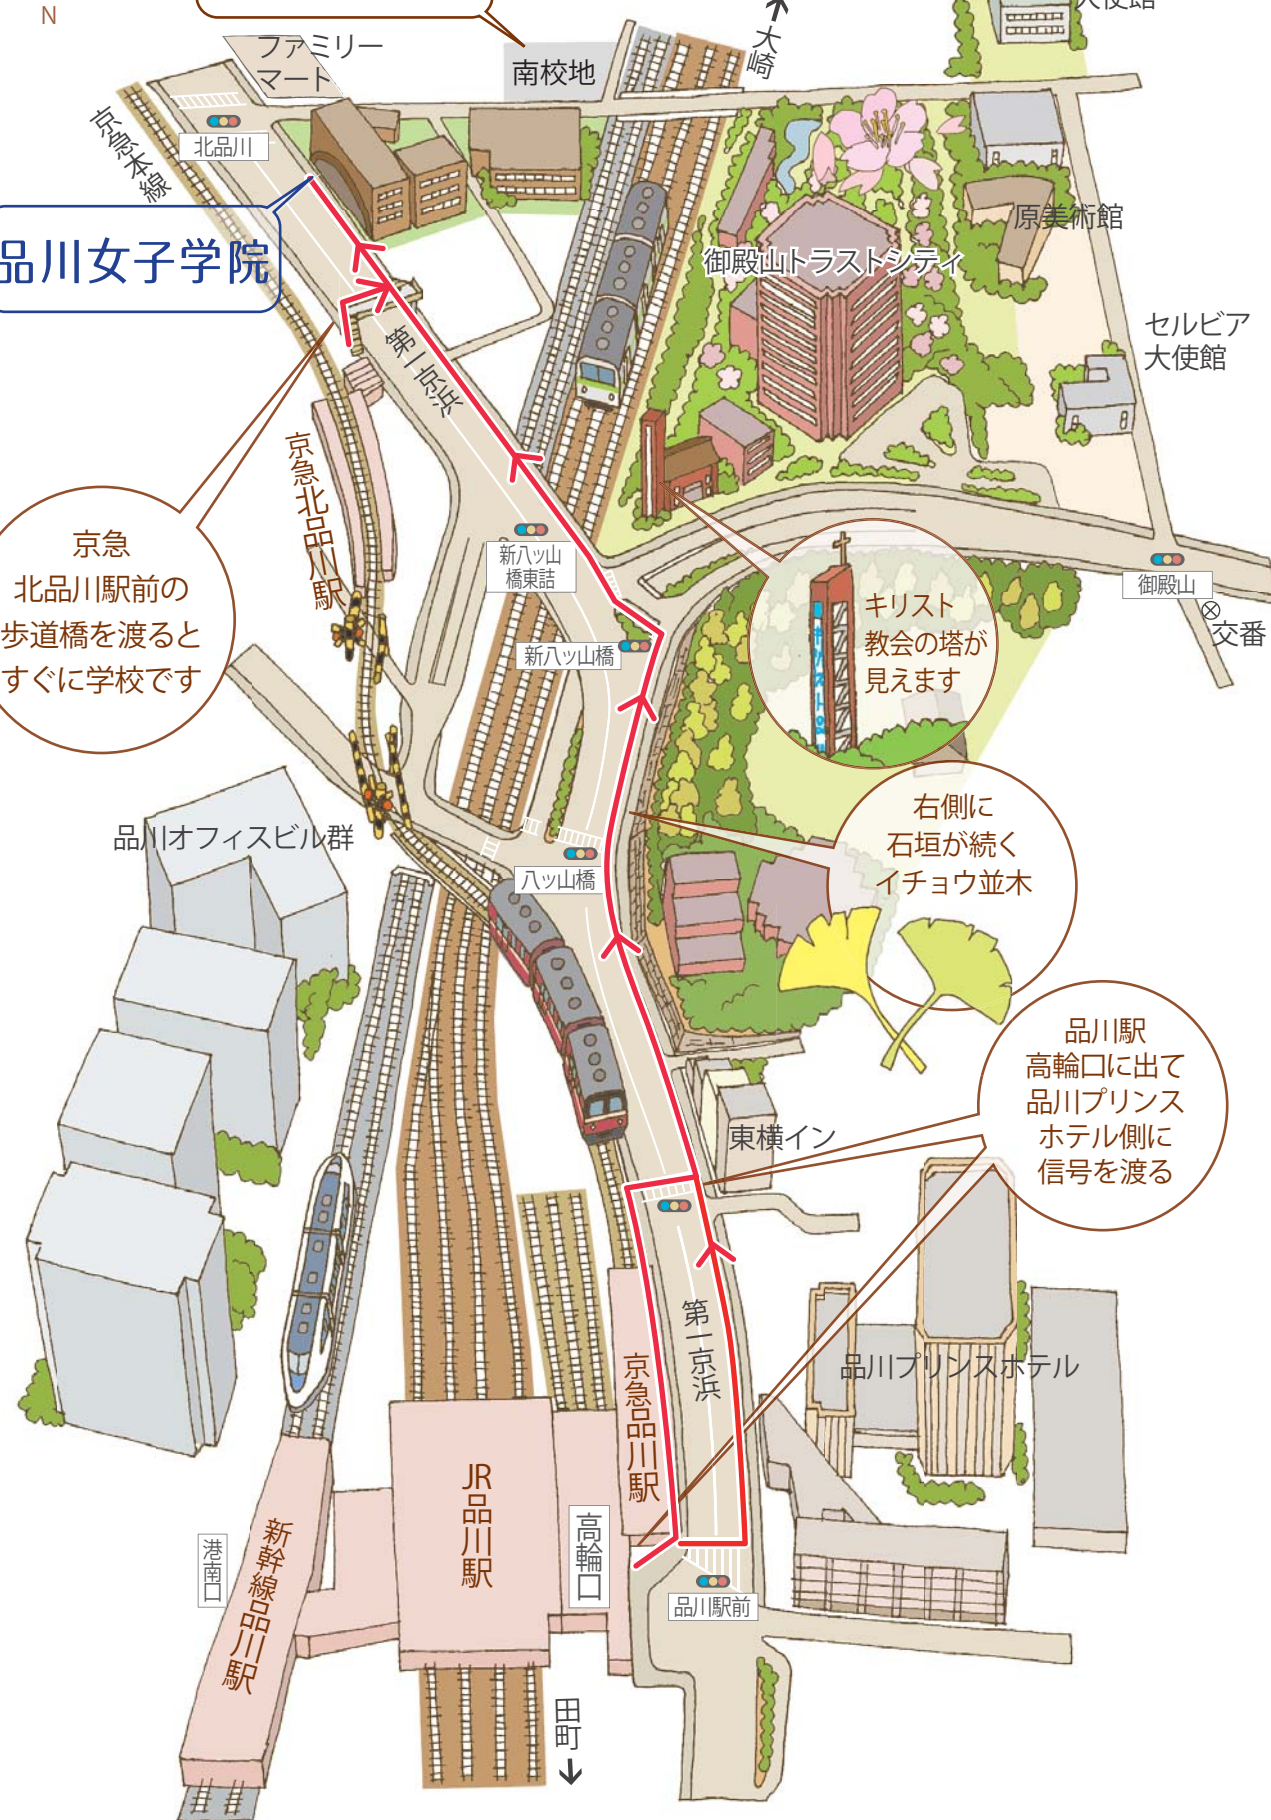 N
大使館
大崎
ファミリー
マート
南校地
京急本線
北品川
品川女子学院
原美術館
御殿山トラストシティ
セルビア
大使館
第一京浜
京急北品川駅
京急
北品川駅前の
歩道橋を渡ると
すぐに学校です
新八ッ山
橋東詰
新八ッ山橋
御殿山
交番
キリスト
教会の塔が
見えます
品川オフィスビル群
八ッ山橋
右側に
石垣が続く
イチョウ並木
品川駅
高輪口に出て
品川プリンス
ホテル側に
信号を渡る
東横イン
第一京浜
品川プリンスホテル
京急品川駅
JR品川駅
高輪口
新幹線品川駅
港南口
品川駅前
田町